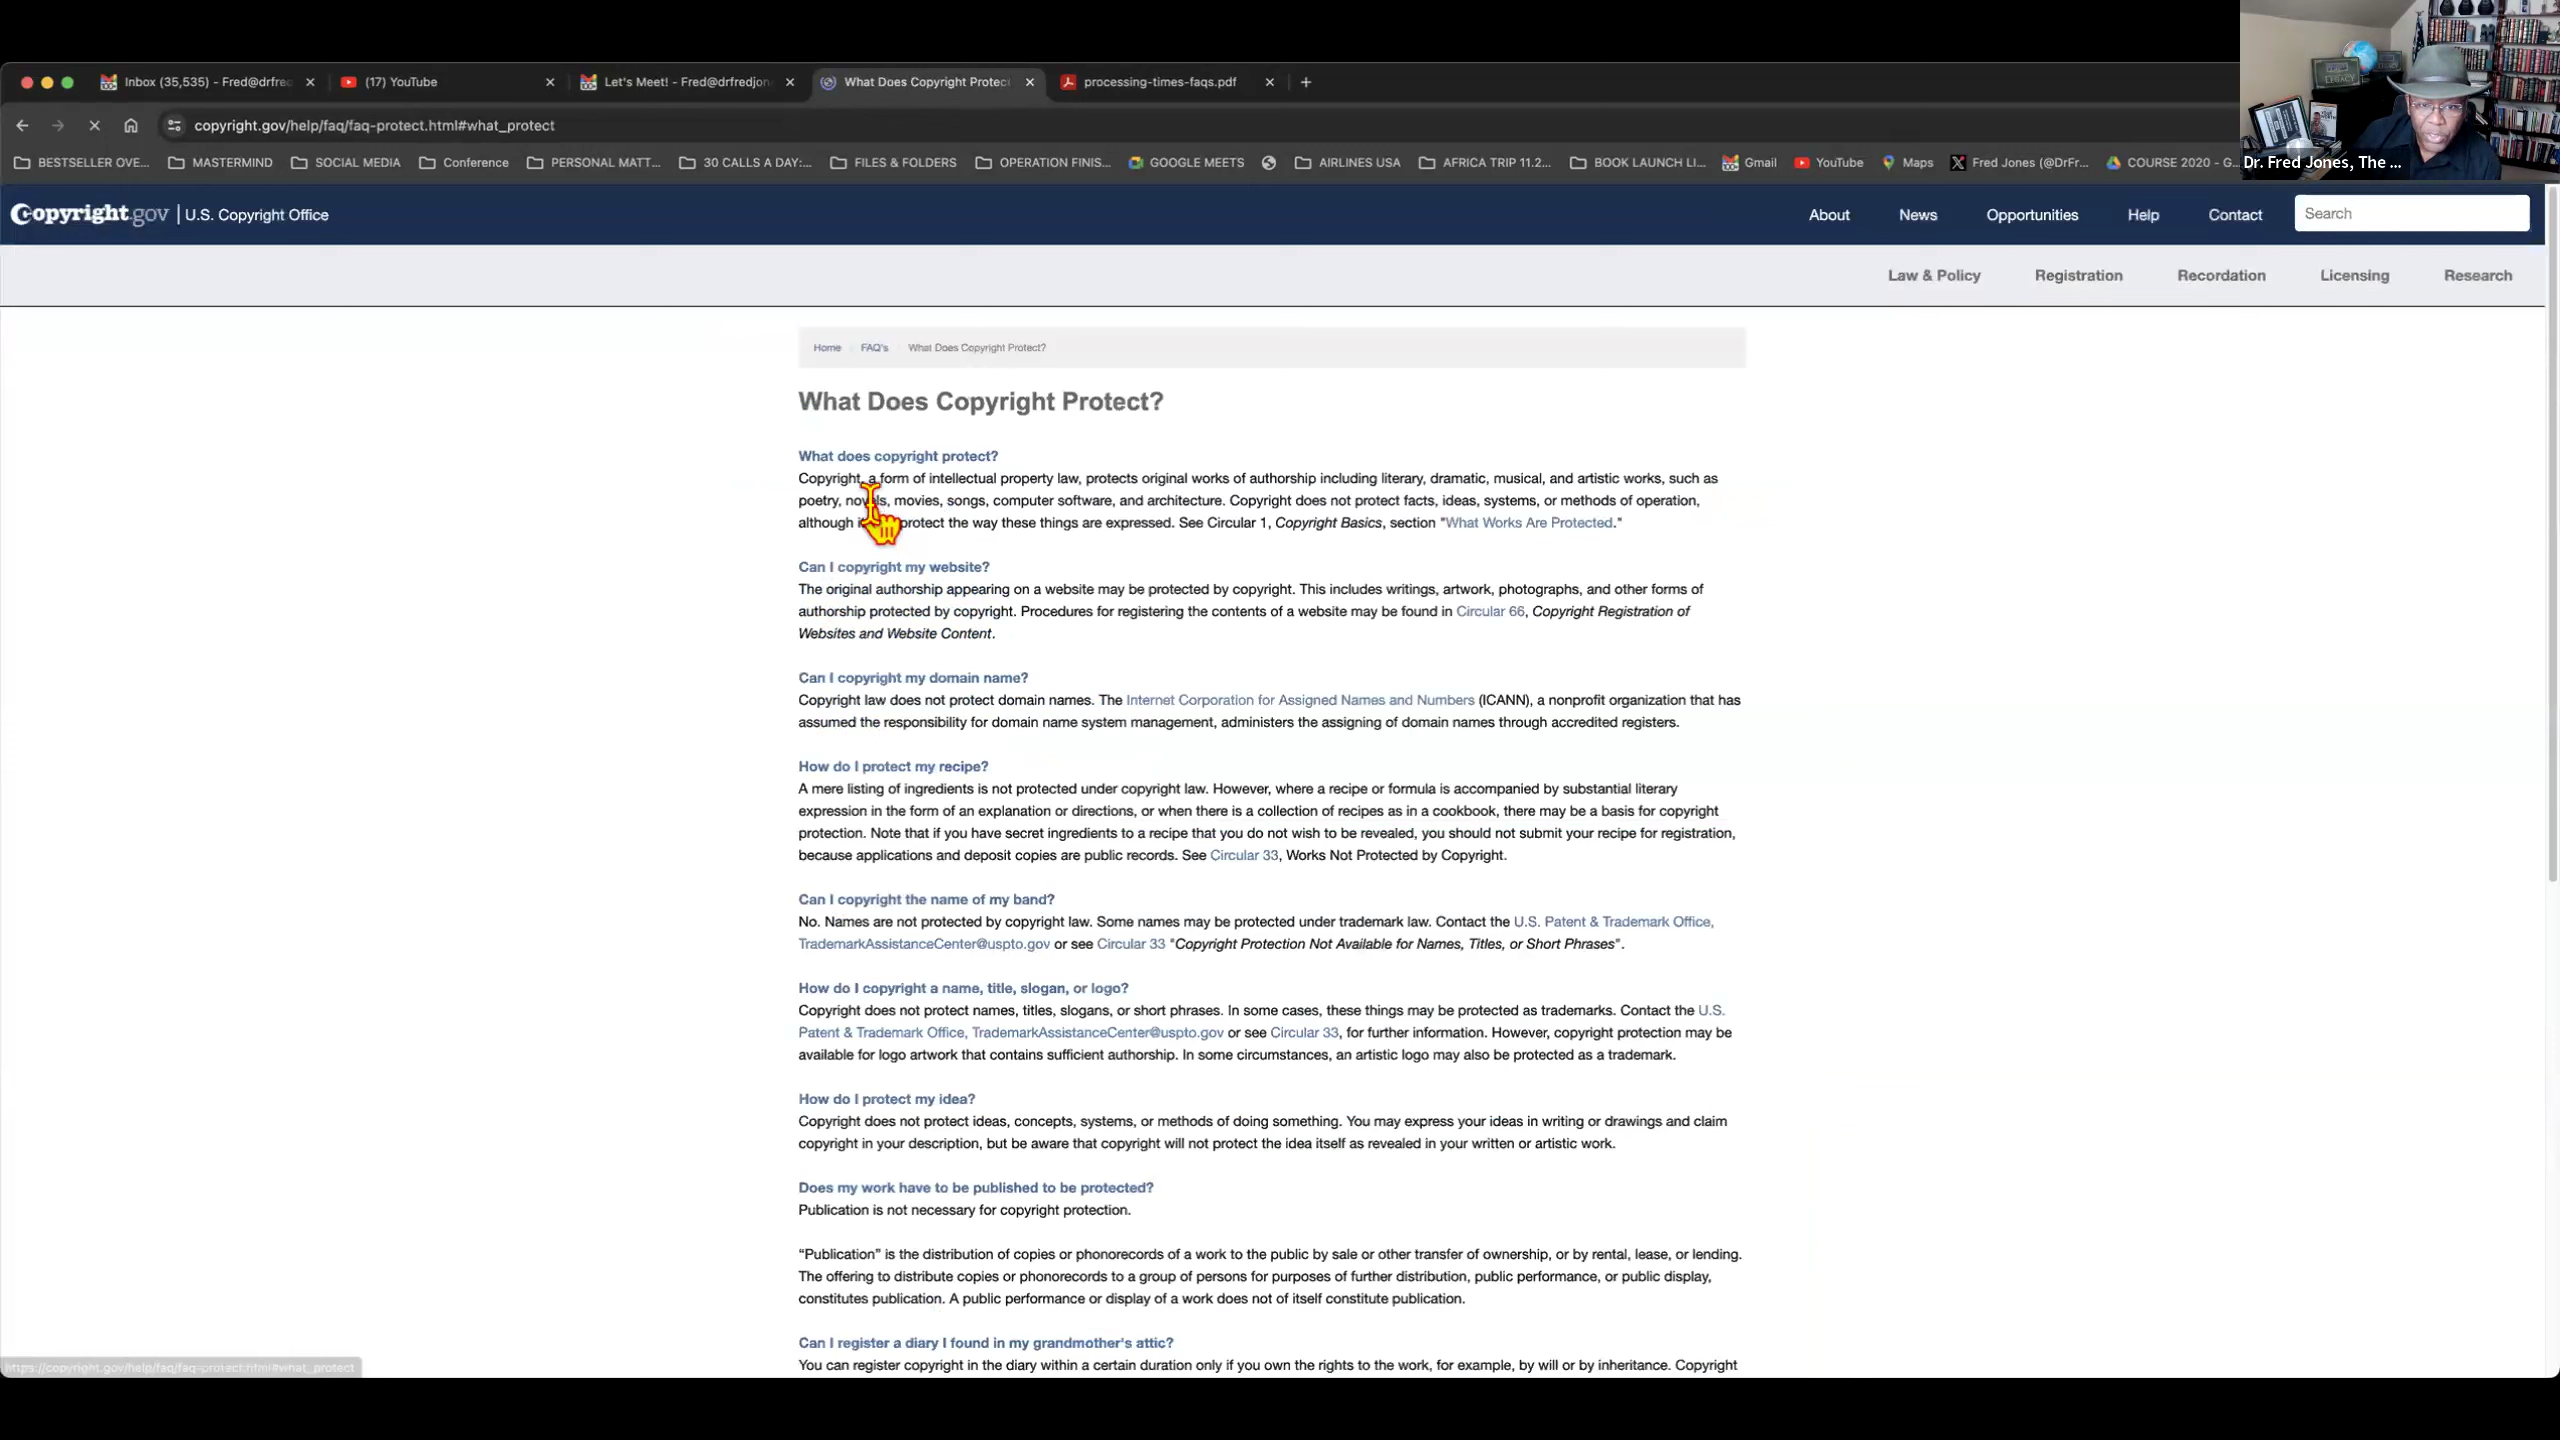 Inbox (35,535) - Fred@drfre
(17) YouTube
Let's Meet! - Fred@drfredjon
What Does Copyright Protect
processing-times-faqs.pdf
copyright.gov/help/faq/faq-protect.html#what_protect
BESTSELLER OVE...
MASTERMIND
SOCIAL MEDIA
Conference
PERSONAL MATT...
30 CALLS A DAY:...
FILES & FOLDERS
OPERATION FINIS...
GOOGLE MEETS
AIRLINES USA
AFRICA TRIP 11.2...
BOOK LAUNCH LI...
Gmail
YouTube
Maps
Fred Jones (@DrFr...
COURSE 2020 - G...
Dr. Fred Jones, The ...
Copyright.gov | U.S. Copyright Office
About
News
Opportunities
Help
Contact
Search
Law & Policy
Registration
Recordation
Licensing
Research
Home
FAQ's
What Does Copyright Protect?
What Does Copyright Protect?
What does copyright protect?
Copyright, a form of intellectual property law, protects original works of authorship including literary, dramatic, musical, and artistic works, such as
poetry, novels, movies, songs, computer software, and architecture. Copyright does not protect facts, ideas, systems, or methods of operation,
although protect the way these things are expressed. See Circular 1, Copyright Basics, section "What Works Are Protected."
Can I copyright my website?
The original authorship appearing on a website may be protected by copyright. This includes writings, artwork, photographs, and other forms of
authorship protected by copyright. Procedures for registering the contents of a website may be found in Circular 66, Copyright Registration of
Websites and Website Content.
Can I copyright my domain name?
Copyright law does not protect domain names. The Internet Corporation for Assigned Names and Numbers (ICANN), a nonprofit organization that has
assumed the responsibility for domain name system management, administers the assigning of domain names through accredited registers.
How do I protect my recipe?
A mere listing of ingredients is not protected under copyright law. However, where a recipe or formula is accompanied by substantial literary
expression in the form of an explanation or directions, or when there is a collection of recipes as in a cookbook, there may be a basis for copyright
protection. Note that if you have secret ingredients to a recipe that you do not wish to be revealed, you should not submit your recipe for registration,
because applications and deposit copies are public records. See Circular 33, Works Not Protected by Copyright.
Can I copyright the name of my band?
No. Names are not protected by copyright law. Some names may be protected under trademark law. Contact the U.S. Patent & Trademark Office,
TrademarkAssistanceCenter@uspto.gov or see Circular 33 "Copyright Protection Not Available for Names, Titles, or Short Phrases".
How do I copyright a name, title, slogan, or logo?
Copyright does not protect names, titles, slogans, or short phrases. In some cases, these things may be protected as trademarks. Contact the U.S.
Patent & Trademark Office, TrademarkAssistanceCenter@uspto.gov or see Circular 33, for further information. However, copyright protection may be
available for logo artwork that contains sufficient authorship. In some circumstances, an artistic logo may also be protected as a trademark.
How do I protect my idea?
Copyright does not protect ideas, concepts, systems, or methods of doing something. You may express your ideas in writing or drawings and claim
copyright in your description, but be aware that copyright will not protect the idea itself as revealed in your written or artistic work.
Does my work have to be published to be protected?
Publication is not necessary for copyright protection.
“Publication” is the distribution of copies or phonorecords of a work to the public by sale or other transfer of ownership, or by rental, lease, or lending.
The offering to distribute copies or phonorecords to a group of persons for purposes of further distribution, public performance, or public display,
constitutes publication. A public performance or display of a work does not of itself constitute publication.
Can I register a diary I found in my grandmother's attic?
You can register copyright in the diary within a certain duration only if you own the rights to the work, for example, by will or by inheritance. Copyright
https://copyright.gov/help/faq/faq-protect.html#what_protect